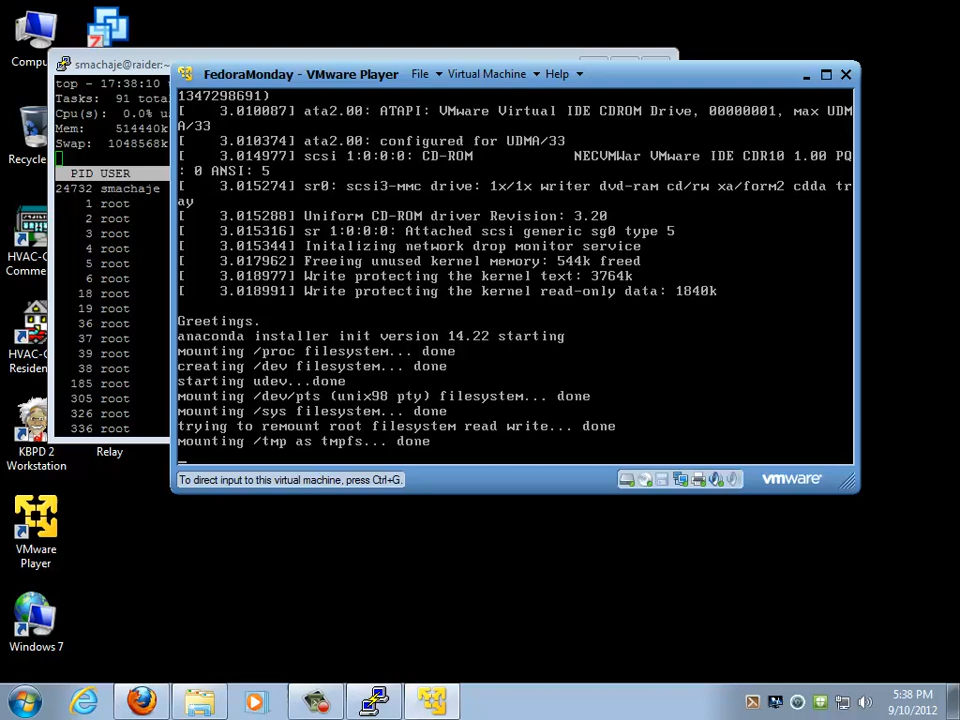 Recycle
HVAC-C
Comme
HVAC-C
Residen
KBPD 2
Workstation
Relay
VMware
Player
Windows 7
smachaje@raider:~
top - 17:38:10
Tasks:  91 tota
Cpu(s):  0.0% u
Mem:    514440k
Swap:  1048568k
PID USER
24732 smachaje
1 root
2 root
3 root
4 root
5 root
6 root
18 root
19 root
36 root
37 root
39 root
38 root
185 root
305 root
326 root
336 root
FedoraMonday - VMware Player File Virtual Machine Help
1347298691)
[    3.010087] ata2.00: ATAPI: VMware Virtual IDE CDROM Drive, 00000001, max UDM
A/33
[    3.010374] ata2.00: configured for UDMA/33
[    3.014977] scsi 1:0:0:0: CD-ROM            NECVMWar VMware IDE CDR10 1.00 PQ
: 0 ANSI: 5
[    3.015274] sr0: scsi3-mmc drive: 1x/1x writer dvd-ram cd/rw xa/form2 cdda tr
ay
[    3.015288] Uniform CD-ROM driver Revision: 3.20
[    3.015316] sr 1:0:0:0: Attached scsi generic sg0 type 5
[    3.015344] Initalizing network drop monitor service
[    3.017962] Freeing unused kernel memory: 544k freed
[    3.018977] Write protecting the kernel text: 3764k
[    3.018991] Write protecting the kernel read-only data: 1840k
Greetings.
anaconda installer init version 14.22 starting
mounting /proc filesystem... done
creating /dev filesystem... done
starting udev...done
mounting /dev/pts (unix98 pty) filesystem... done
mounting /sys filesystem... done
trying to remount root filesystem read write... done
mounting /tmp as tmpfs... done
To direct input to this virtual machine, press Ctrl+G.
vmware
5:38 PM
9/10/2012